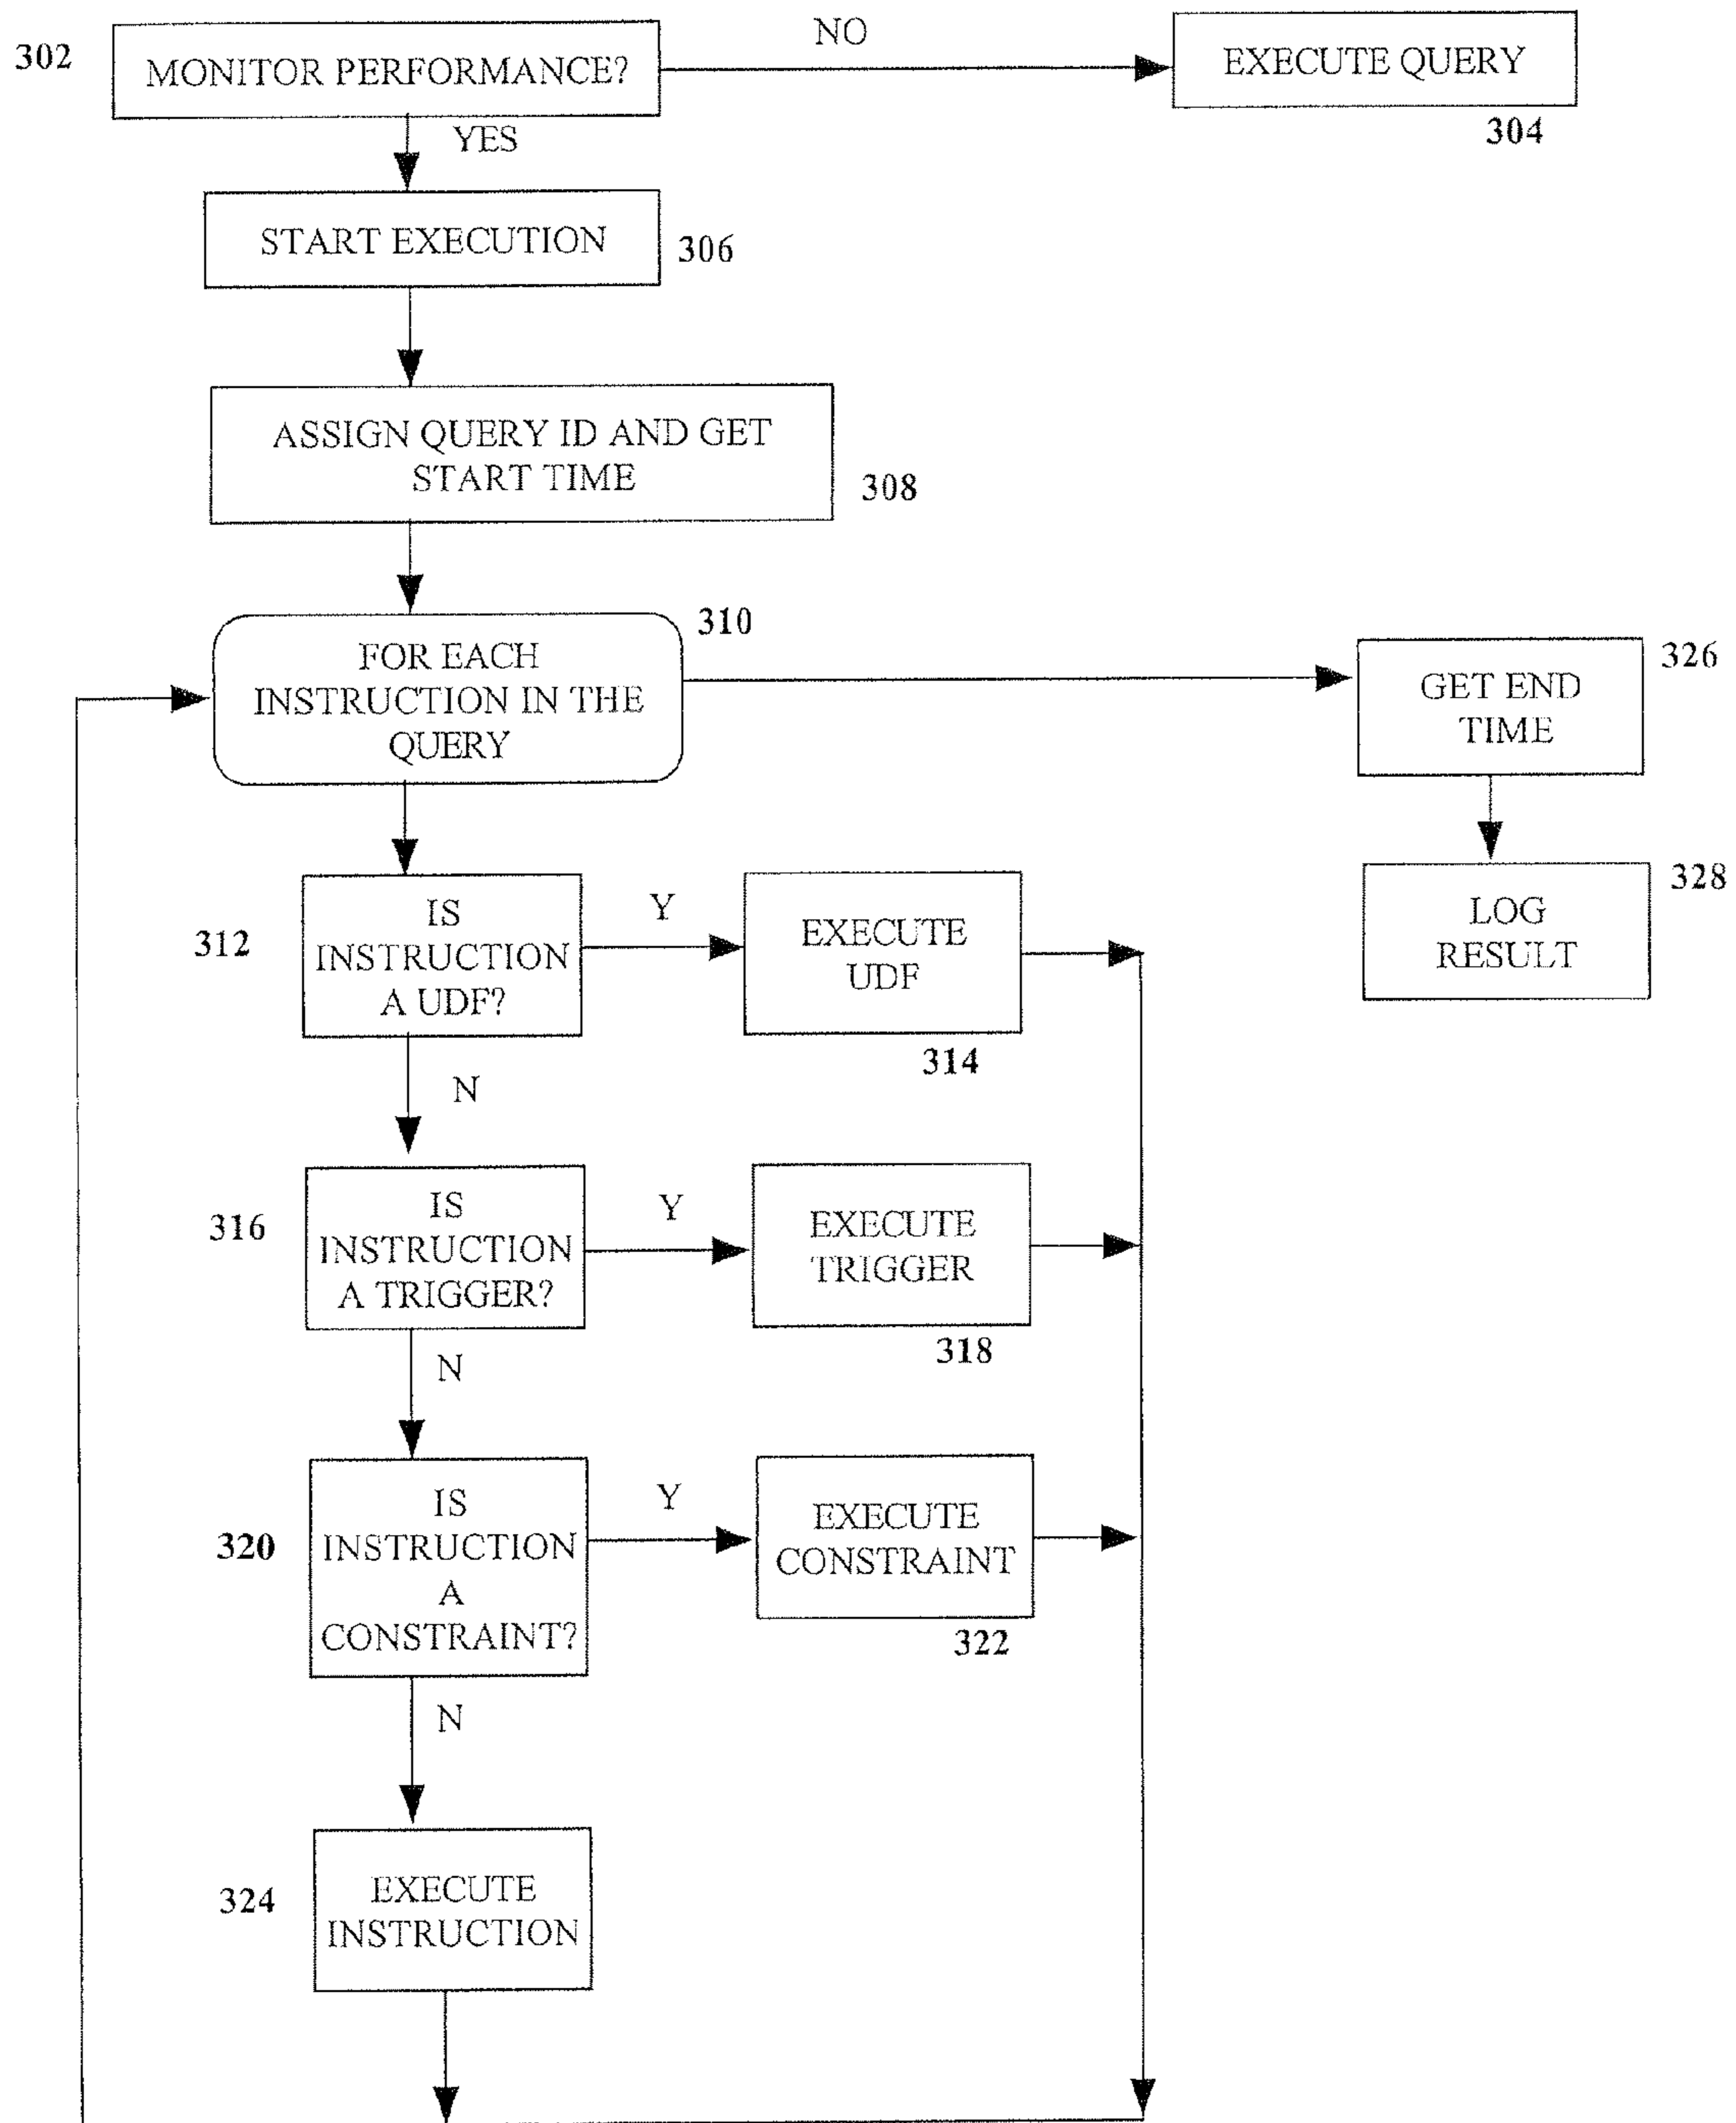 302
MONITOR PERFORMANCE?
NO
EXECUTE QUERY
304
YES
START EXECUTION
306
ASSIGN QUERY ID AND GET
START TIME
308
310
FOR EACH
INSTRUCTION IN THE
QUERY
326
GET END
TIME
328
LOG
RESULT
312
IS
INSTRUCTION
A UDF?
Y
EXECUTE
UDF
314
N
316
IS
INSTRUCTION
A TRIGGER?
Y
EXECUTE
TRIGGER
318
N
320
IS
INSTRUCTION
A
CONSTRAINT?
Y
EXECUTE
CONSTRAINT
322
N
324
EXECUTE
INSTRUCTION